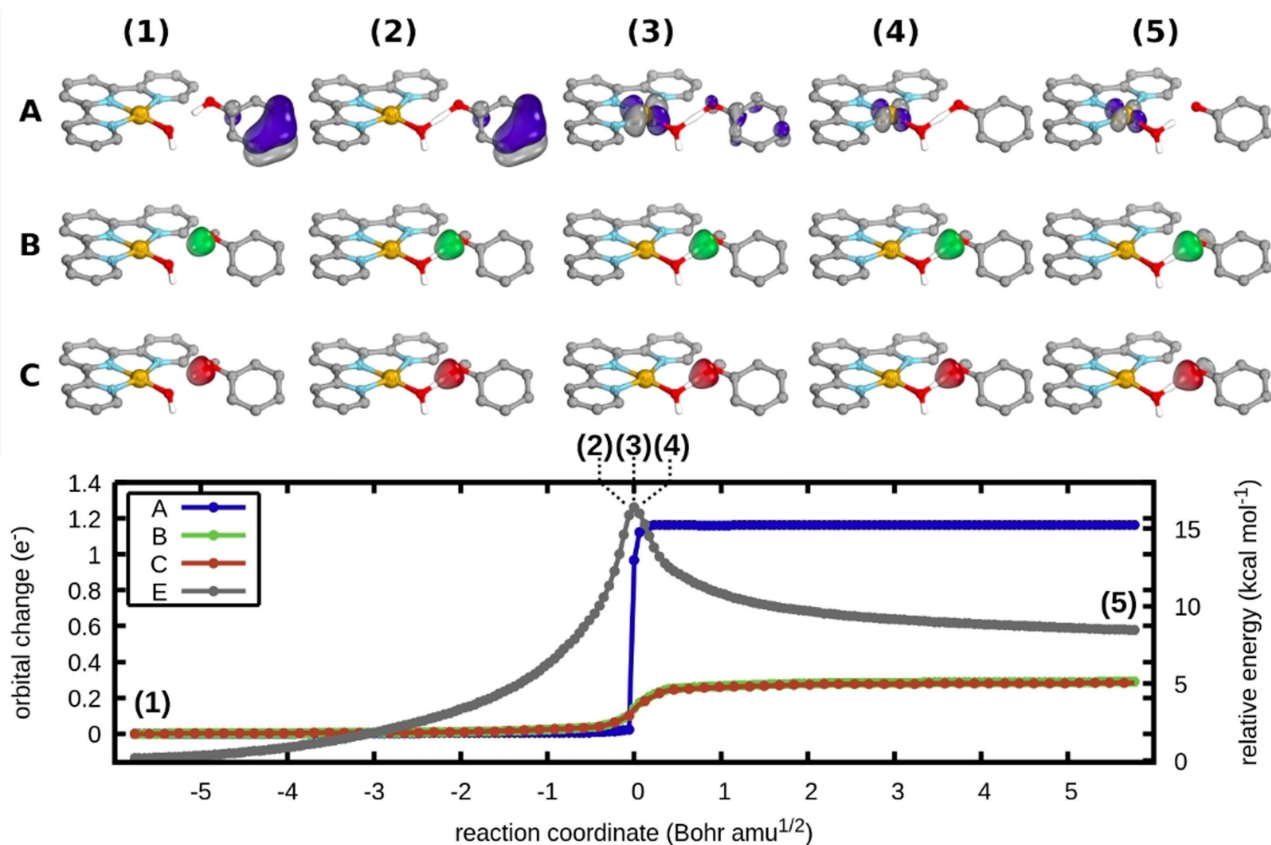 (1) (2) (3) (4) (5)
A
B
C
(2)(3)(4)
1.4
1.2
1
0.8
0.6
0.4
0.2
0
orbital change (e-)
A
B
C
E
(1)
(5)
15
10
5
0
relative energy (kcal mol-1)
-5 -4 -3 -2 -1 0 1 2 3 4 5
reaction coordinate (Bohr amu1/2)